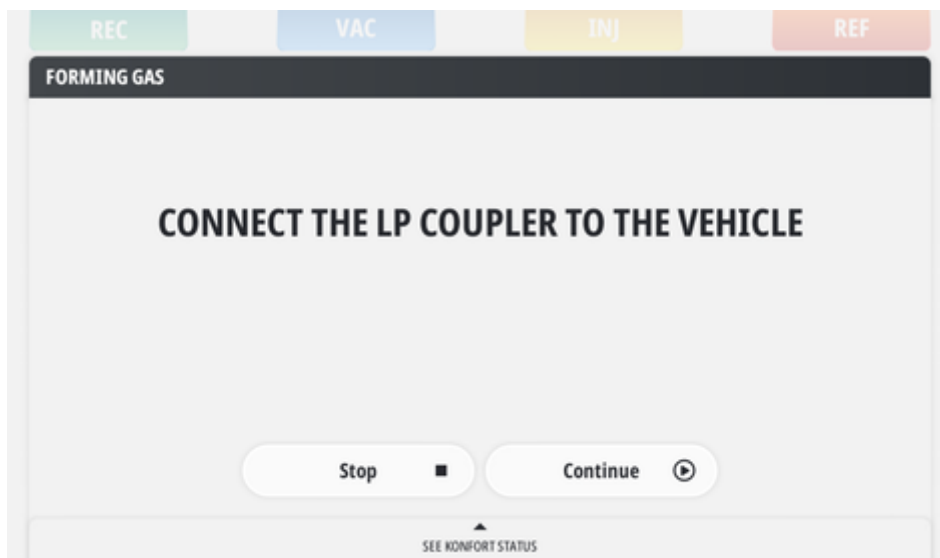 REC VAC INJ REF
FORMING GAS
CONNECT THE LP COUPLER TO THE VEHICLE
Stop Continue
SEE KONFORT STATUS